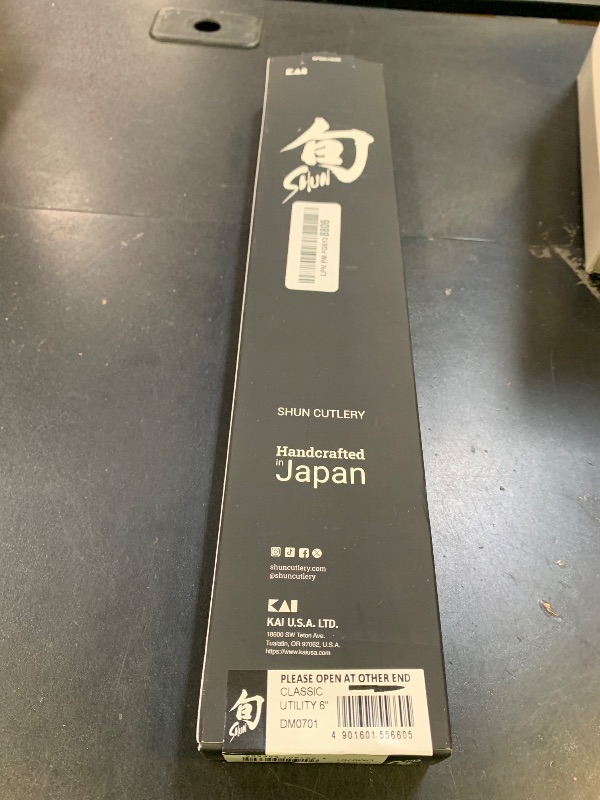 KAI
旬
SHUN
SHUN CUTLERY
Handcrafted
in
Japan
shuncutlery.com
@shuncutlery
KAI
KAI U.S.A. LTD.
18600 SW Teton Ave.
Tualatin, OR 97062, U.S.A.
https://www.kaiusa.com
PLEASE OPEN AT OTHER END
旬
SHUN
CLASSIC
UTILITY 6"
DM0701
4 901601 556605